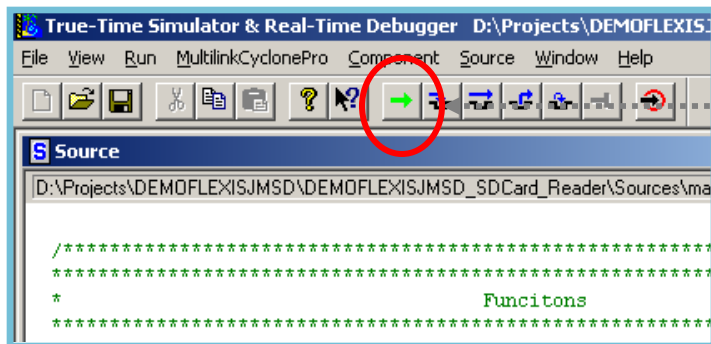 True-Time Simulator & Real-Time Debugger D:\Projects\DEMOFLEXISJ
File View Run MultilinkCyclonePro Component Source Window Help
Source
D:\Projects\DEMOFLEXISJMSD\DEMOFLEXISJMSD_SDCard_Reader\Sources\ma
/*********************************************************
**********************************************************
* Funcitons
**********************************************************